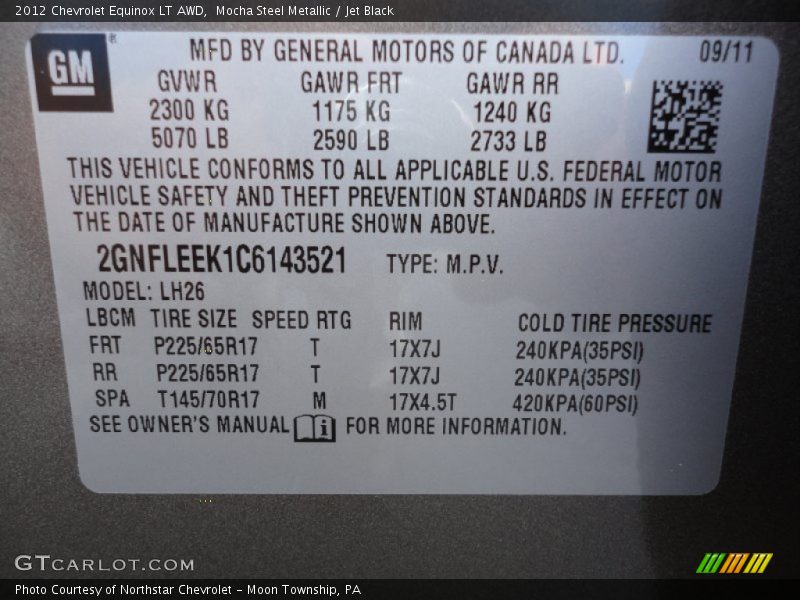 2012 Chevrolet Equinox LT AWD, Mocha Steel Metallic / Jet Black
GM ®
MFD BY GENERAL MOTORS OF CANADA LTD. 09/11
GVWR GAWR FRT GAWR RR
2300 KG 1175 KG 1240 KG
5070 LB 2590 LB 2733 LB
THIS VEHICLE CONFORMS TO ALL APPLICABLE U.S. FEDERAL MOTOR
VEHICLE SAFETY AND THEFT PREVENTION STANDARDS IN EFFECT ON
THE DATE OF MANUFACTURE SHOWN ABOVE.
2GNFLEEK1C6143521 TYPE: M.P.V.
MODEL: LH26
LBCM TIRE SIZE SPEED RTG RIM COLD TIRE PRESSURE
FRT P225/65R17 T 17X7J 240KPA(35PSI)
RR P225/65R17 T 17X7J 240KPA(35PSI)
SPA T145/70R17 M 17X4.5T 420KPA(60PSI)
SEE OWNER'S MANUAL i FOR MORE INFORMATION.
GTCARLOT.COM
Photo Courtesy of Northstar Chevrolet - Moon Township, PA